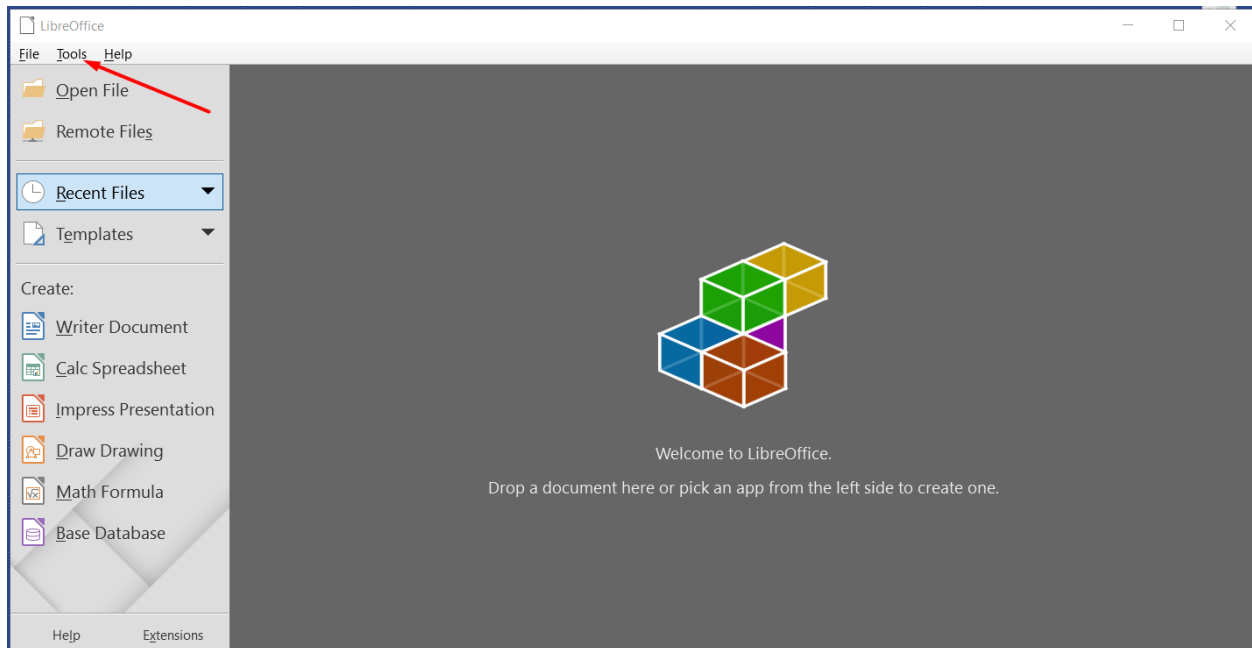 LibreOffice
File Tools Help
Open File
Remote Files
Recent Files
Templates
Create:
Writer Document
Calc Spreadsheet
Impress Presentation
Draw Drawing
Math Formula
Base Database
Help Extensions
Welcome to LibreOffice.
Drop a document here or pick an app from the left side to create one.